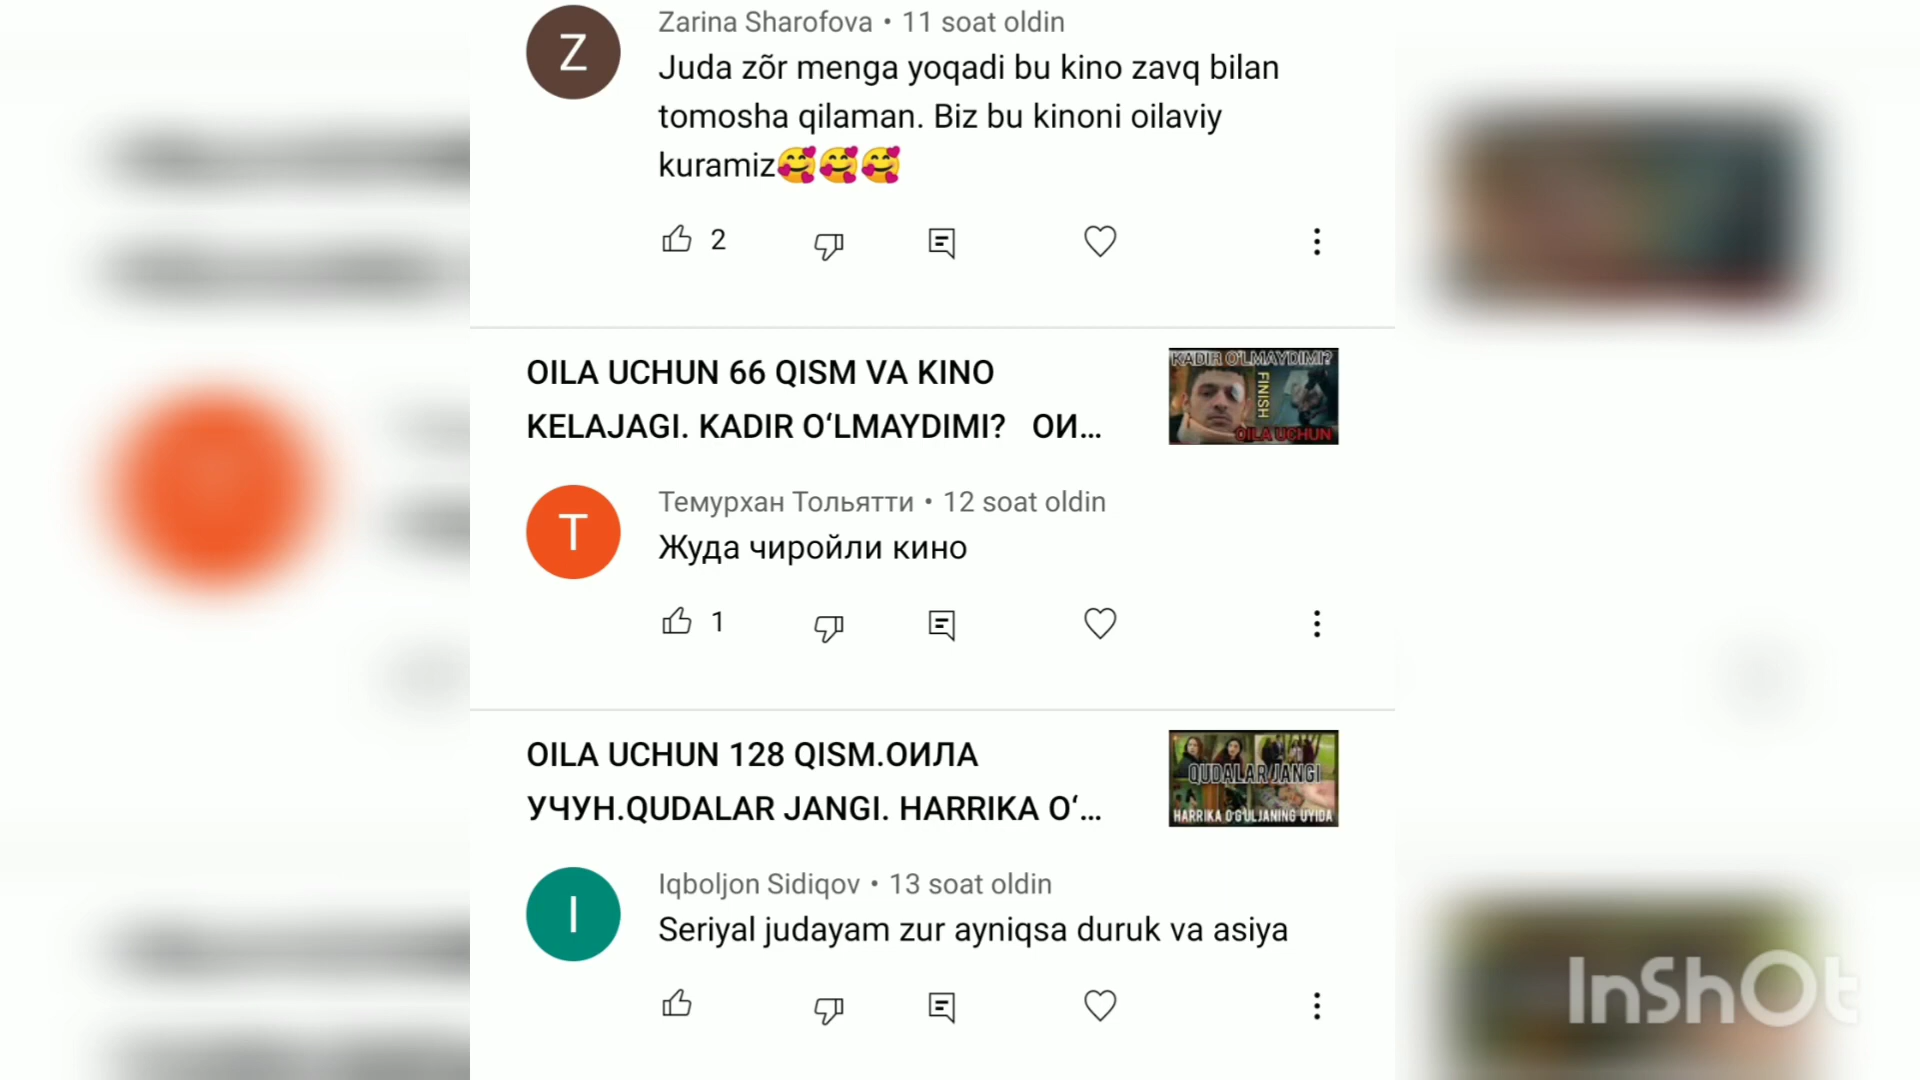 Z
Zarina Sharofova • 11 soat oldin
Juda zõr menga yoqadi bu kino zavq bilan
tomosha qilaman. Biz bu kinoni oilaviy
kuramiz🥰🥰🥰
2
OILA UCHUN 66 QISM VA KINO
KELAJAGI. KADIR O‘LMAYDIMI? ОИ...
KADIR O'LMAYDIMI?
FINISH
OILA UCHUN
T
Темурхан Тольятти • 12 soat oldin
Жуда чиройли кино
1
OILA UCHUN 128 QISM.ОИЛА
УЧУН.QUDALAR JANGI. HARRIKA O‘...
QUDALAR JANGI
HARRIKA O'G'ULJANING UYIDA
I
Iqboljon Sidiqov • 13 soat oldin
Seriyal judayam zur ayniqsa duruk va asiya
InShOt